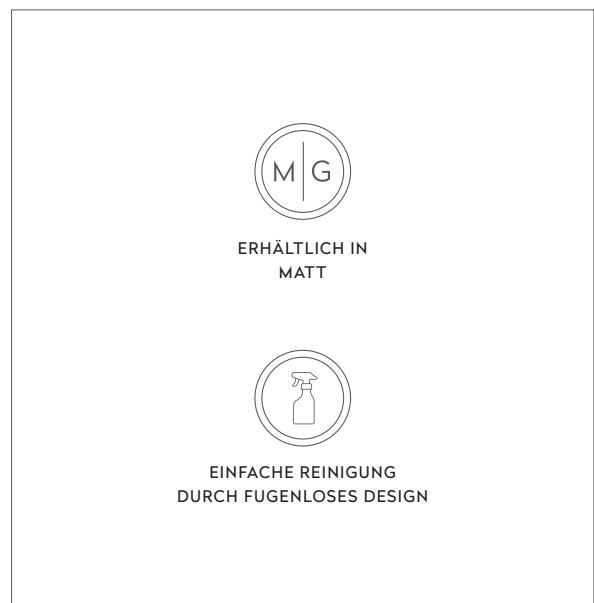 M|G
ERHÄLTLICH IN
MATT
EINFACHE REINIGUNG
DURCH FUGENLOSES DESIGN